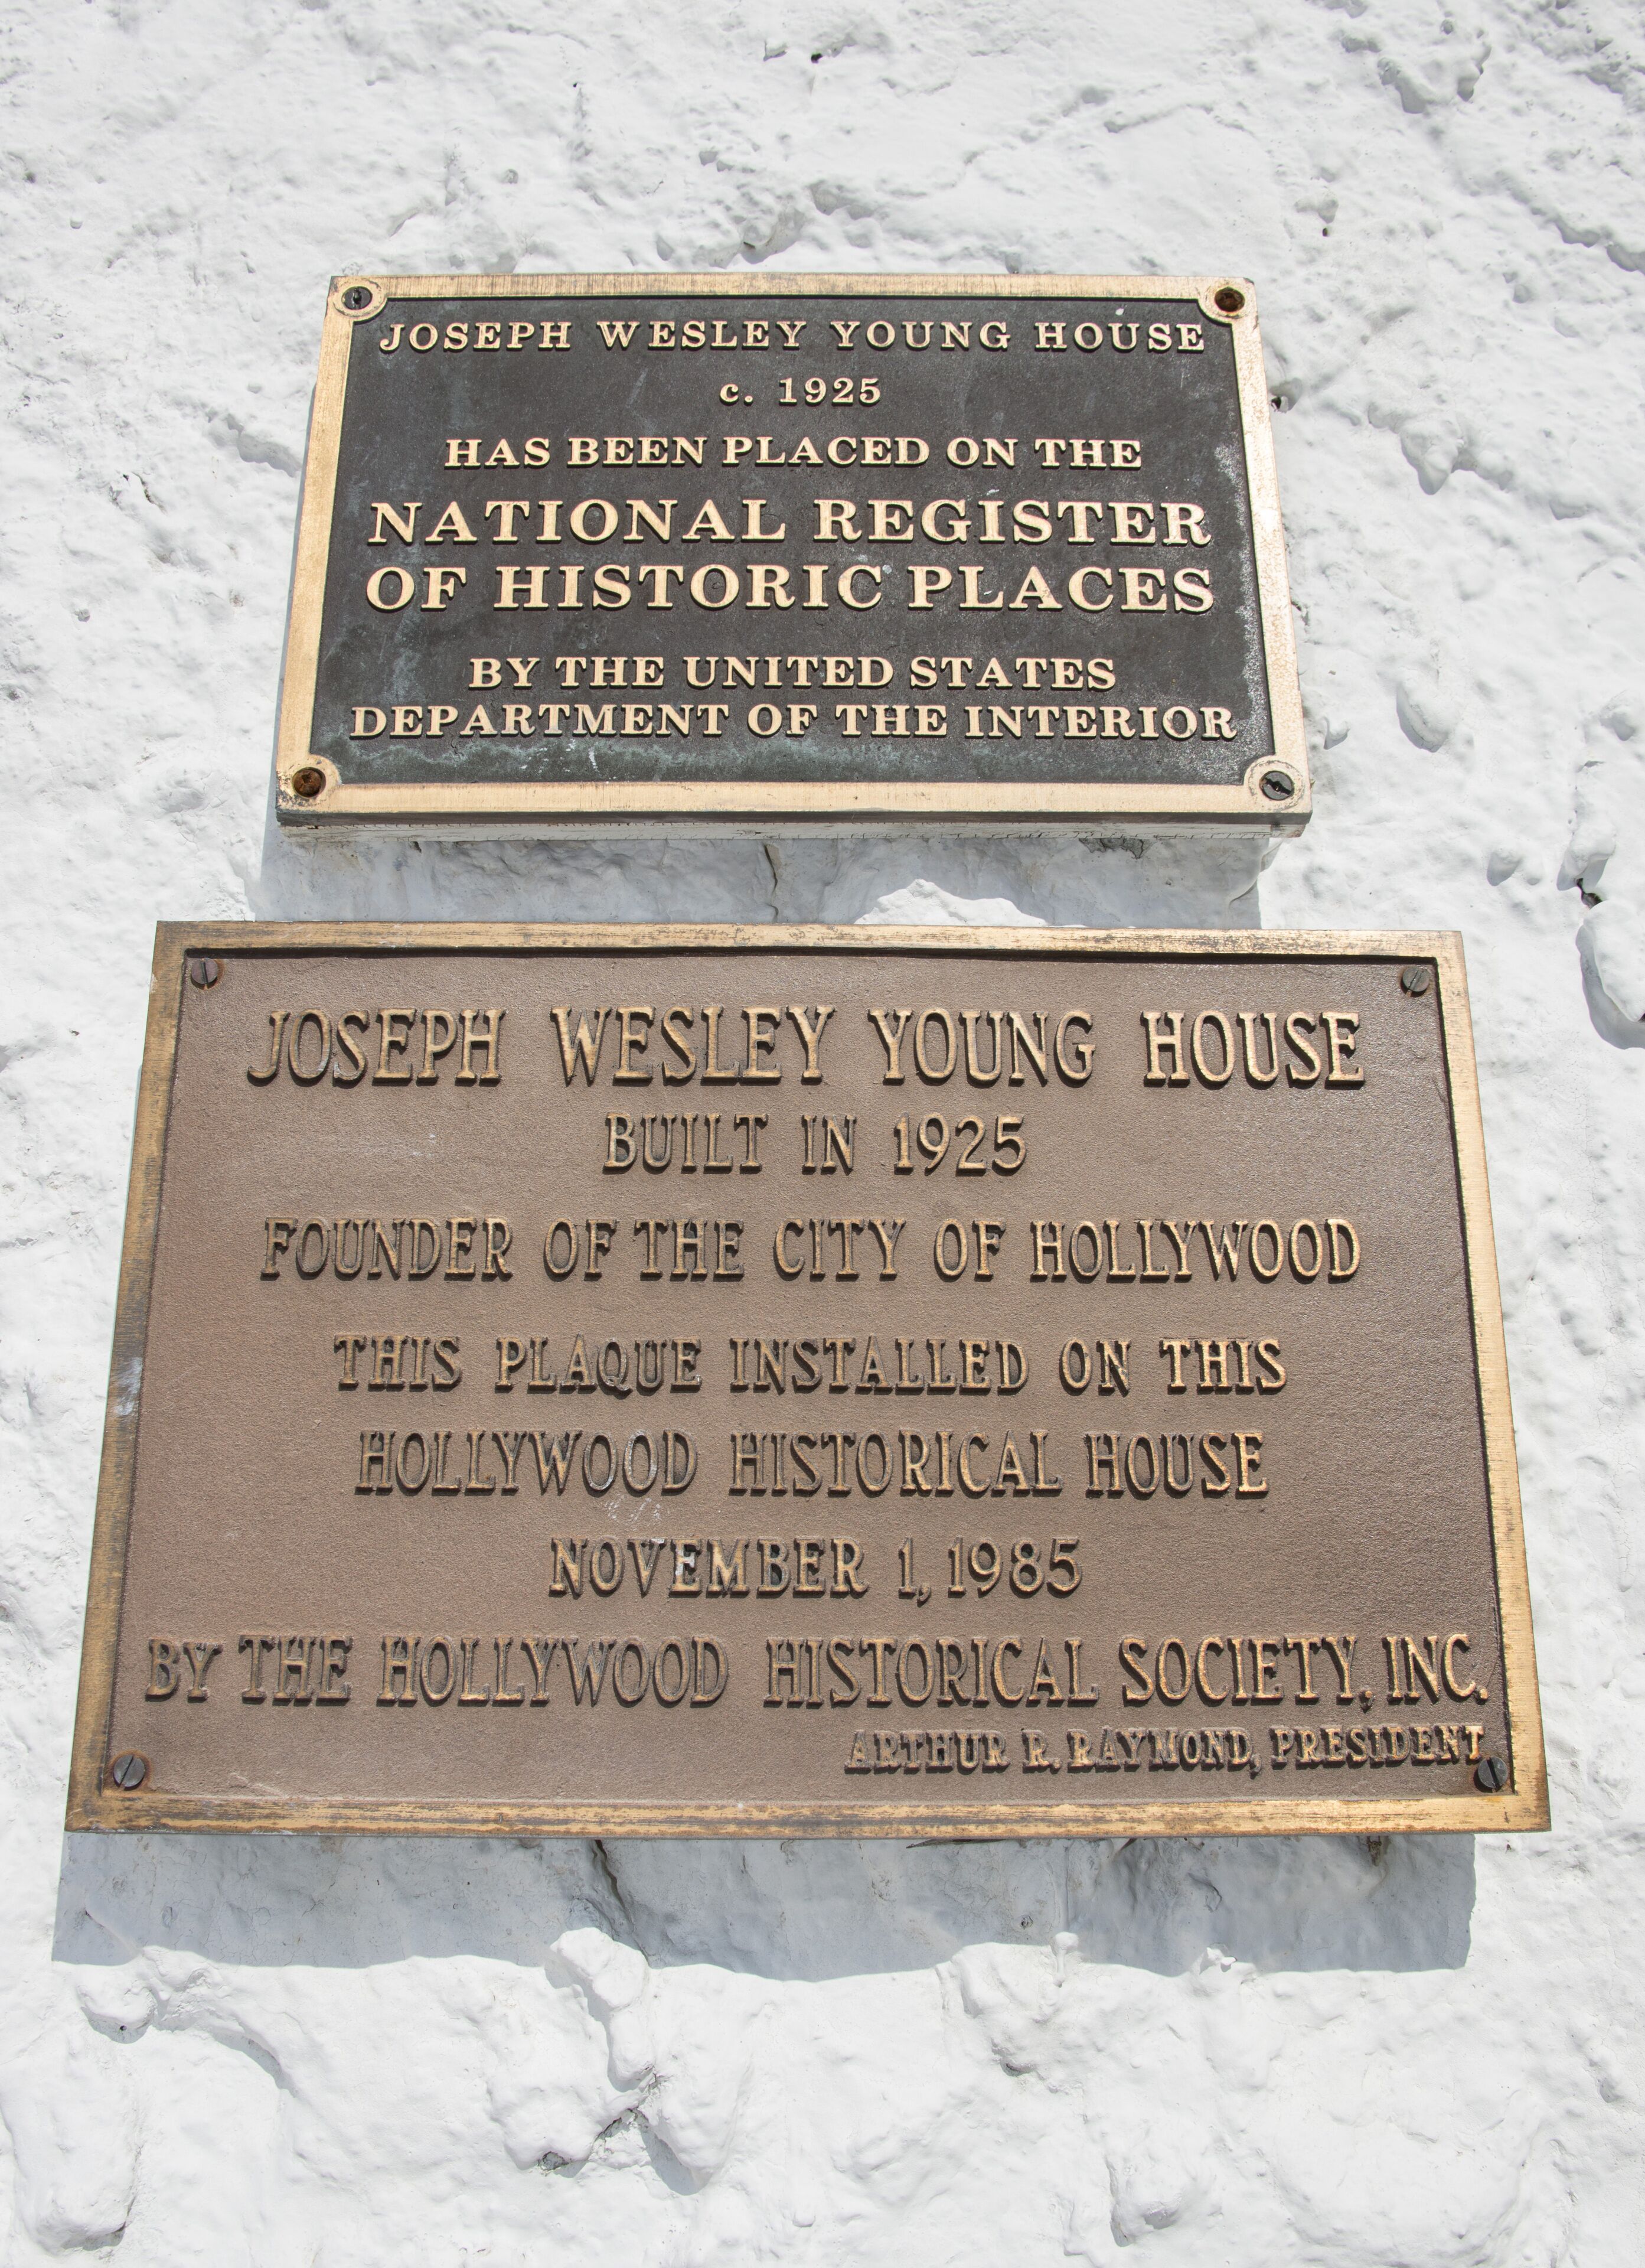 JOSEPH WESLEY YOUNG HOUSE
c. 1925
HAS BEEN PLACED ON THE
NATIONAL REGISTER
OF HISTORIC PLACES
BY THE UNITED STATES
DEPARTMENT OF THE INTERIOR
JOSEPH WESLEY YOUNG HOUSE
BUILT IN 1925
FOUNDER OF THE CITY OF HOLLYWOOD
THIS PLAQUE INSTALLED ON THIS
HOLLYWOOD HISTORICAL HOUSE
NOVEMBER 1, 1985
BY THE HOLLYWOOD HISTORICAL SOCIETY, INC.
ARTHUR R. RAYMOND, PRESIDENT